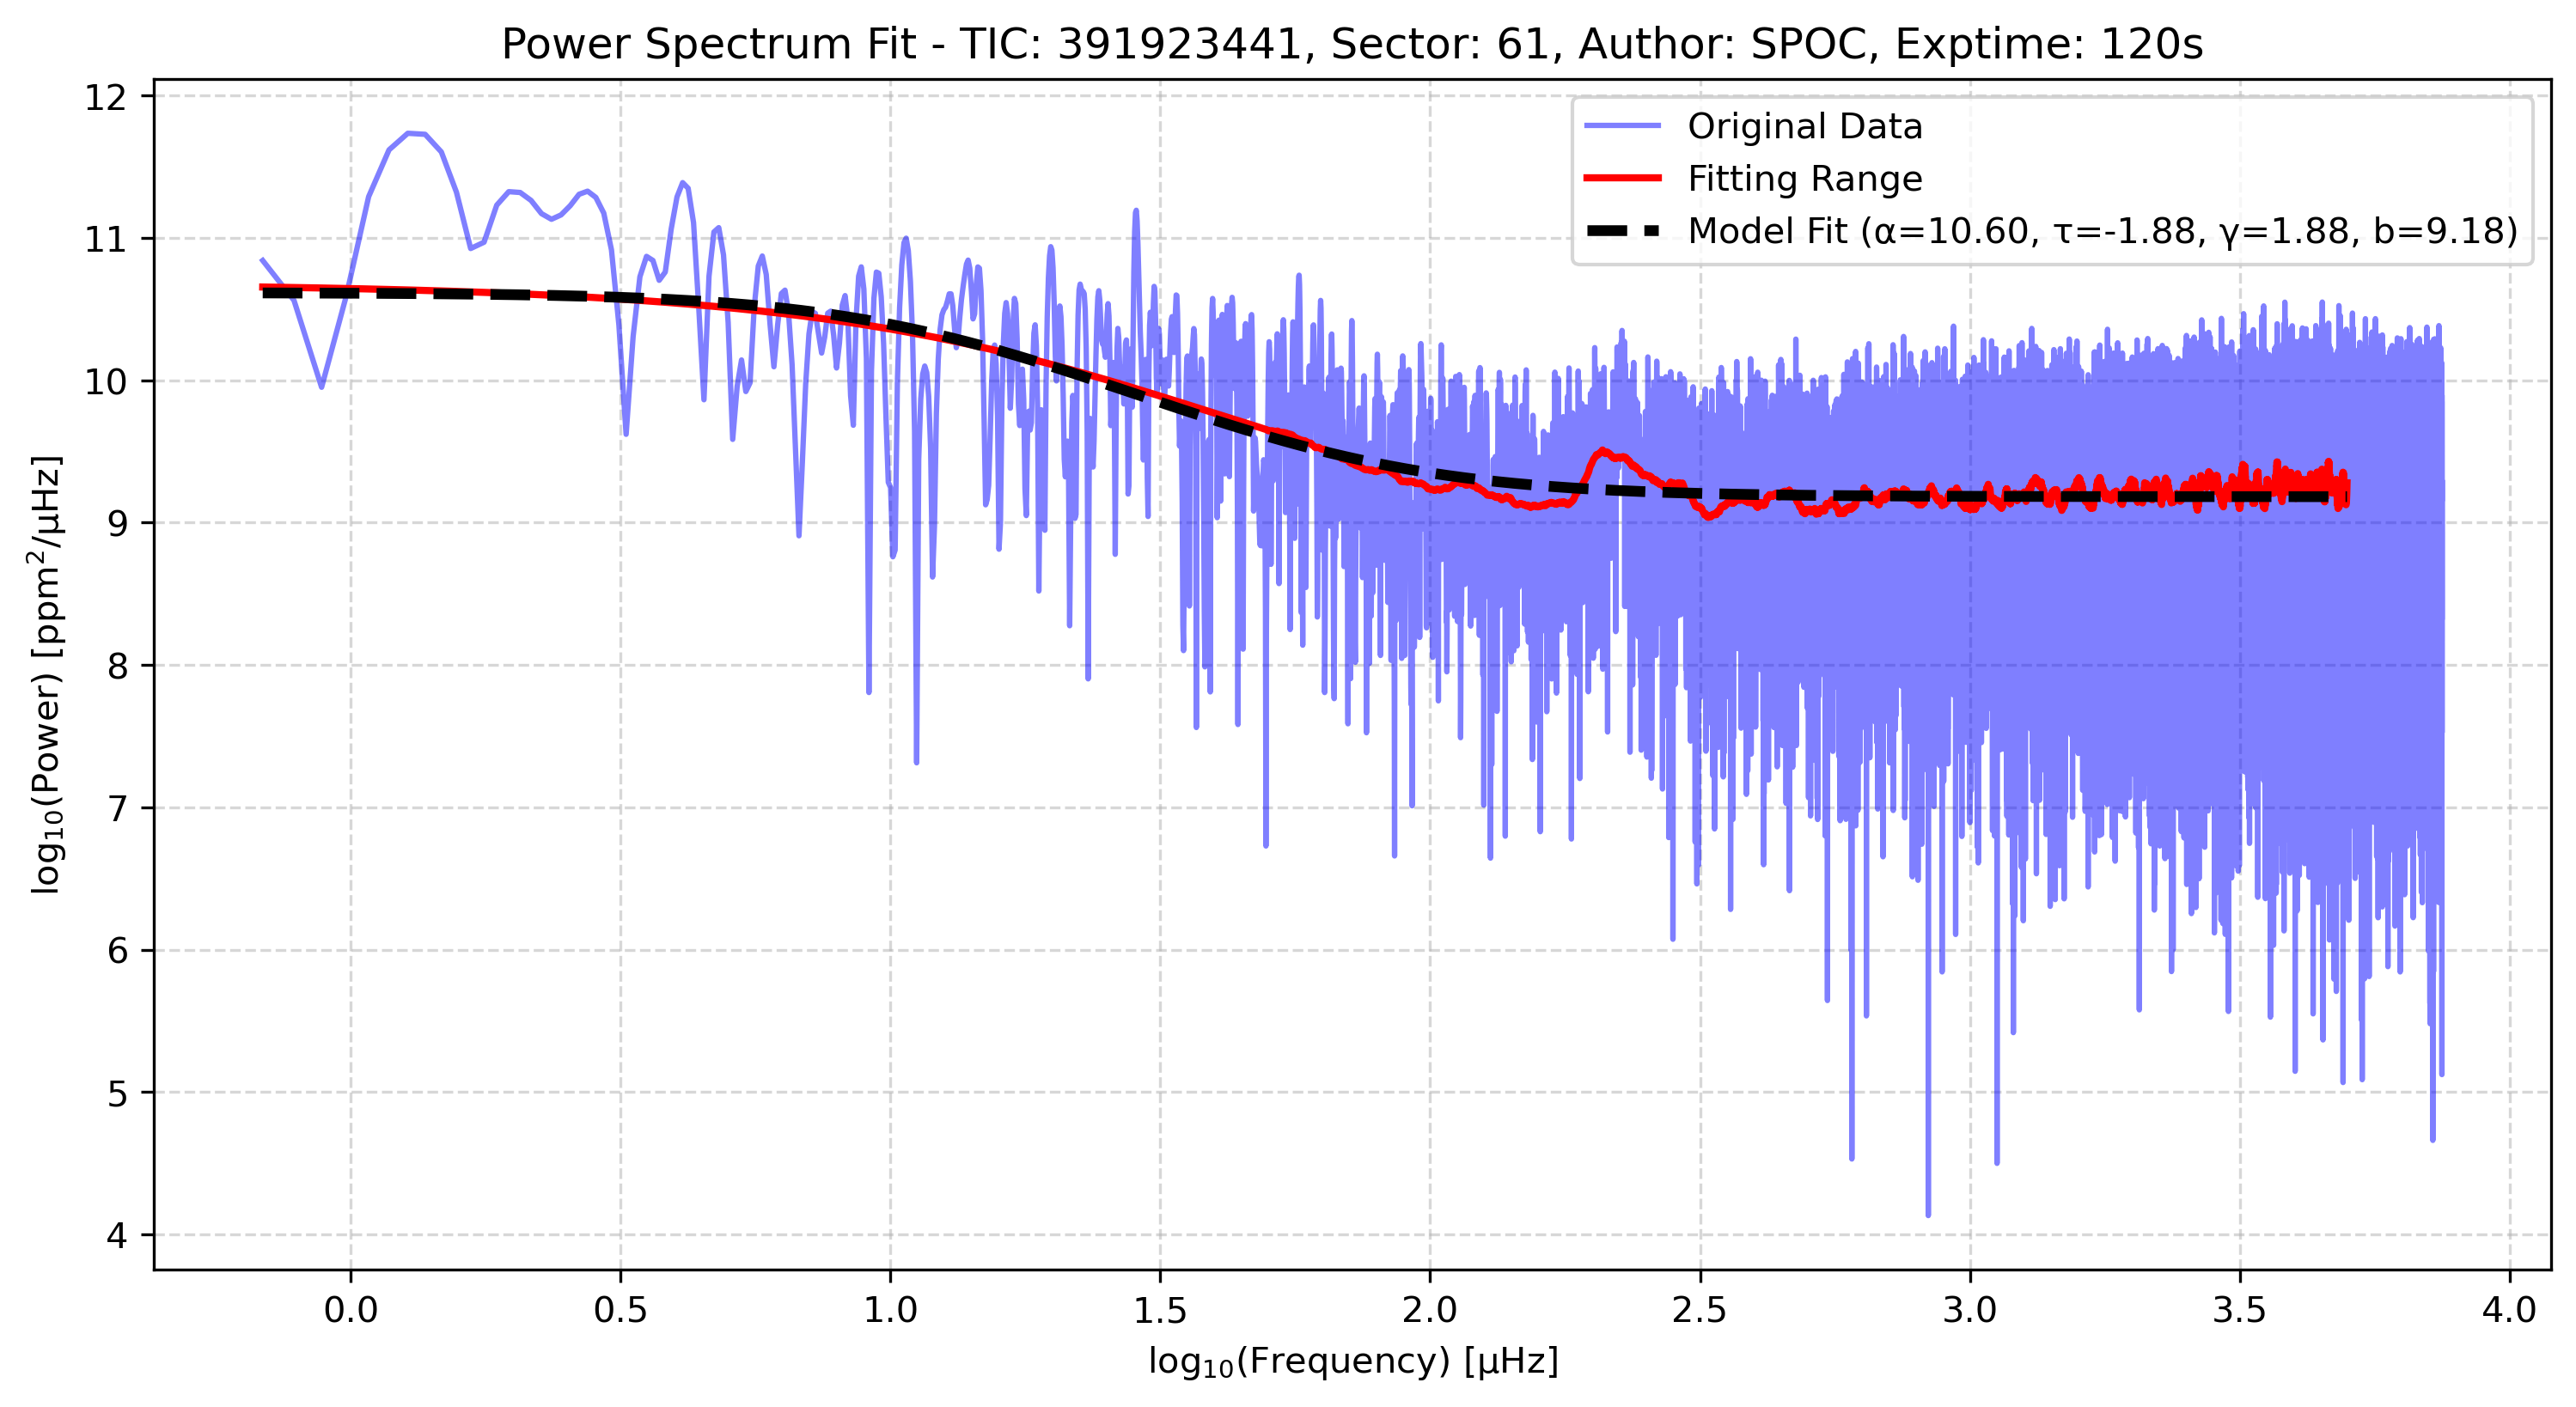 Power Spectrum Fit - TIC: 391923441, Sector: 61, Author: SPOC, Exptime: 120s
Original Data
Fitting Range
Model Fit (α=10.60, τ=-1.88, γ=1.88, b=9.18)
log₁₀(Power) [ppm²/μHz]
12
11
10
9
8
7
6
5
4
0.0 0.5 1.0 1.5 2.0 2.5 3.0 3.5 4.0
log₁₀(Frequency) [μHz]